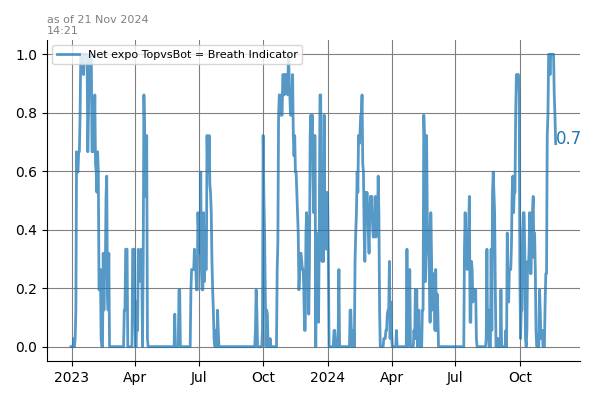 as of 21 Nov 2024
14:21
Net expo TopvsBot = Breath Indicator
1.0
0.8
0.6
0.4
0.2
0.0
0.7
2023 Apr Jul Oct 2024 Apr Jul Oct